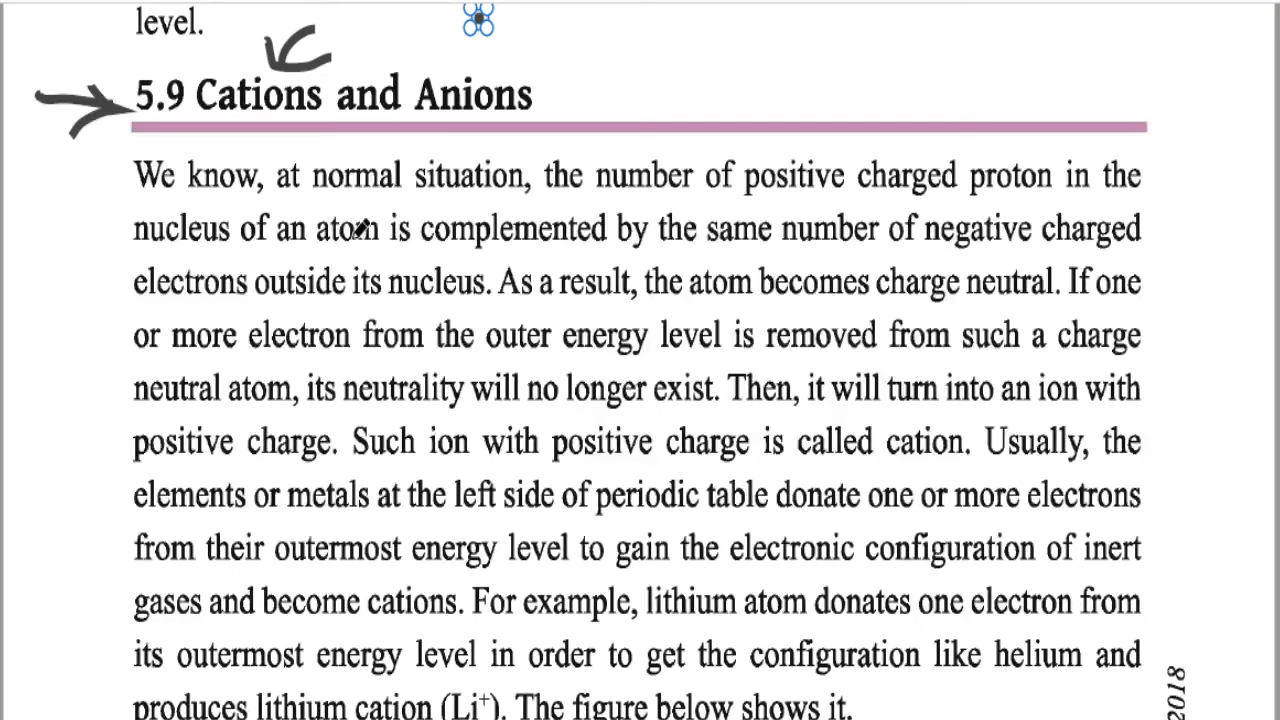 level.
5.9 Cations and Anions
We know, at normal situation, the number of positive charged proton in the
nucleus of an atom is complemented by the same number of negative charged
electrons outside its nucleus. As a result, the atom becomes charge neutral. If one
or more electron from the outer energy level is removed from such a charge
neutral atom, its neutrality will no longer exist. Then, it will turn into an ion with
positive charge. Such ion with positive charge is called cation. Usually, the
elements or metals at the left side of periodic table donate one or more electrons
from their outermost energy level to gain the electronic configuration of inert
gases and become cations. For example, lithium atom donates one electron from
its outermost energy level in order to get the configuration like helium and
produces lithium cation (Li⁺). The figure below shows it.
2018